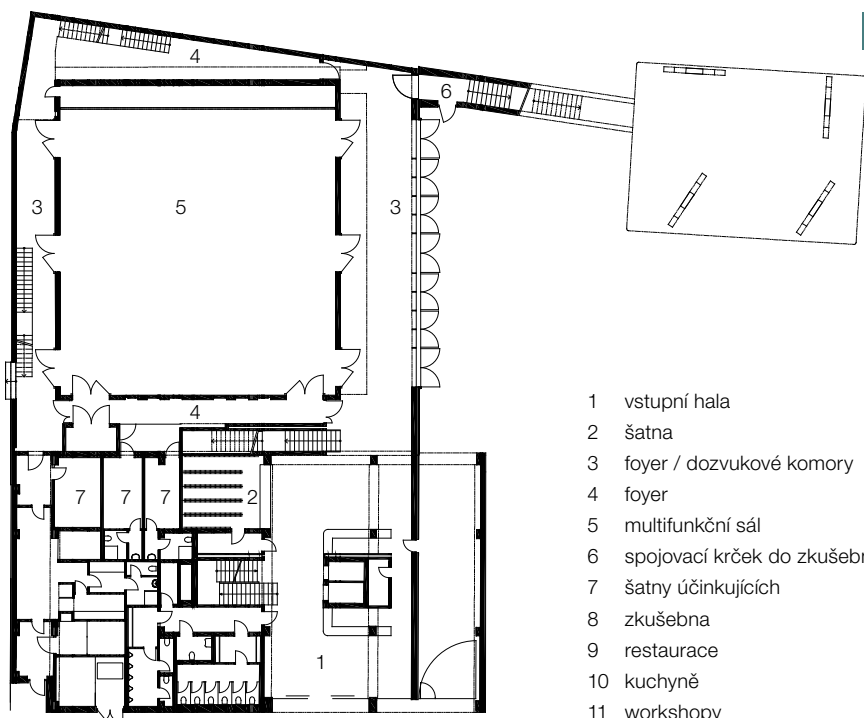 4
6
3
5
3
4
7 7 7 2
1
1 vstupní hala
2 šatna
3 foyer / dozvukové komory
4 foyer
5 multifunkční sál
6 spojovací krček do zkušebn
7 šatny účinkujících
8 zkušebna
9 restaurace
10 kuchyně
11 workshopy